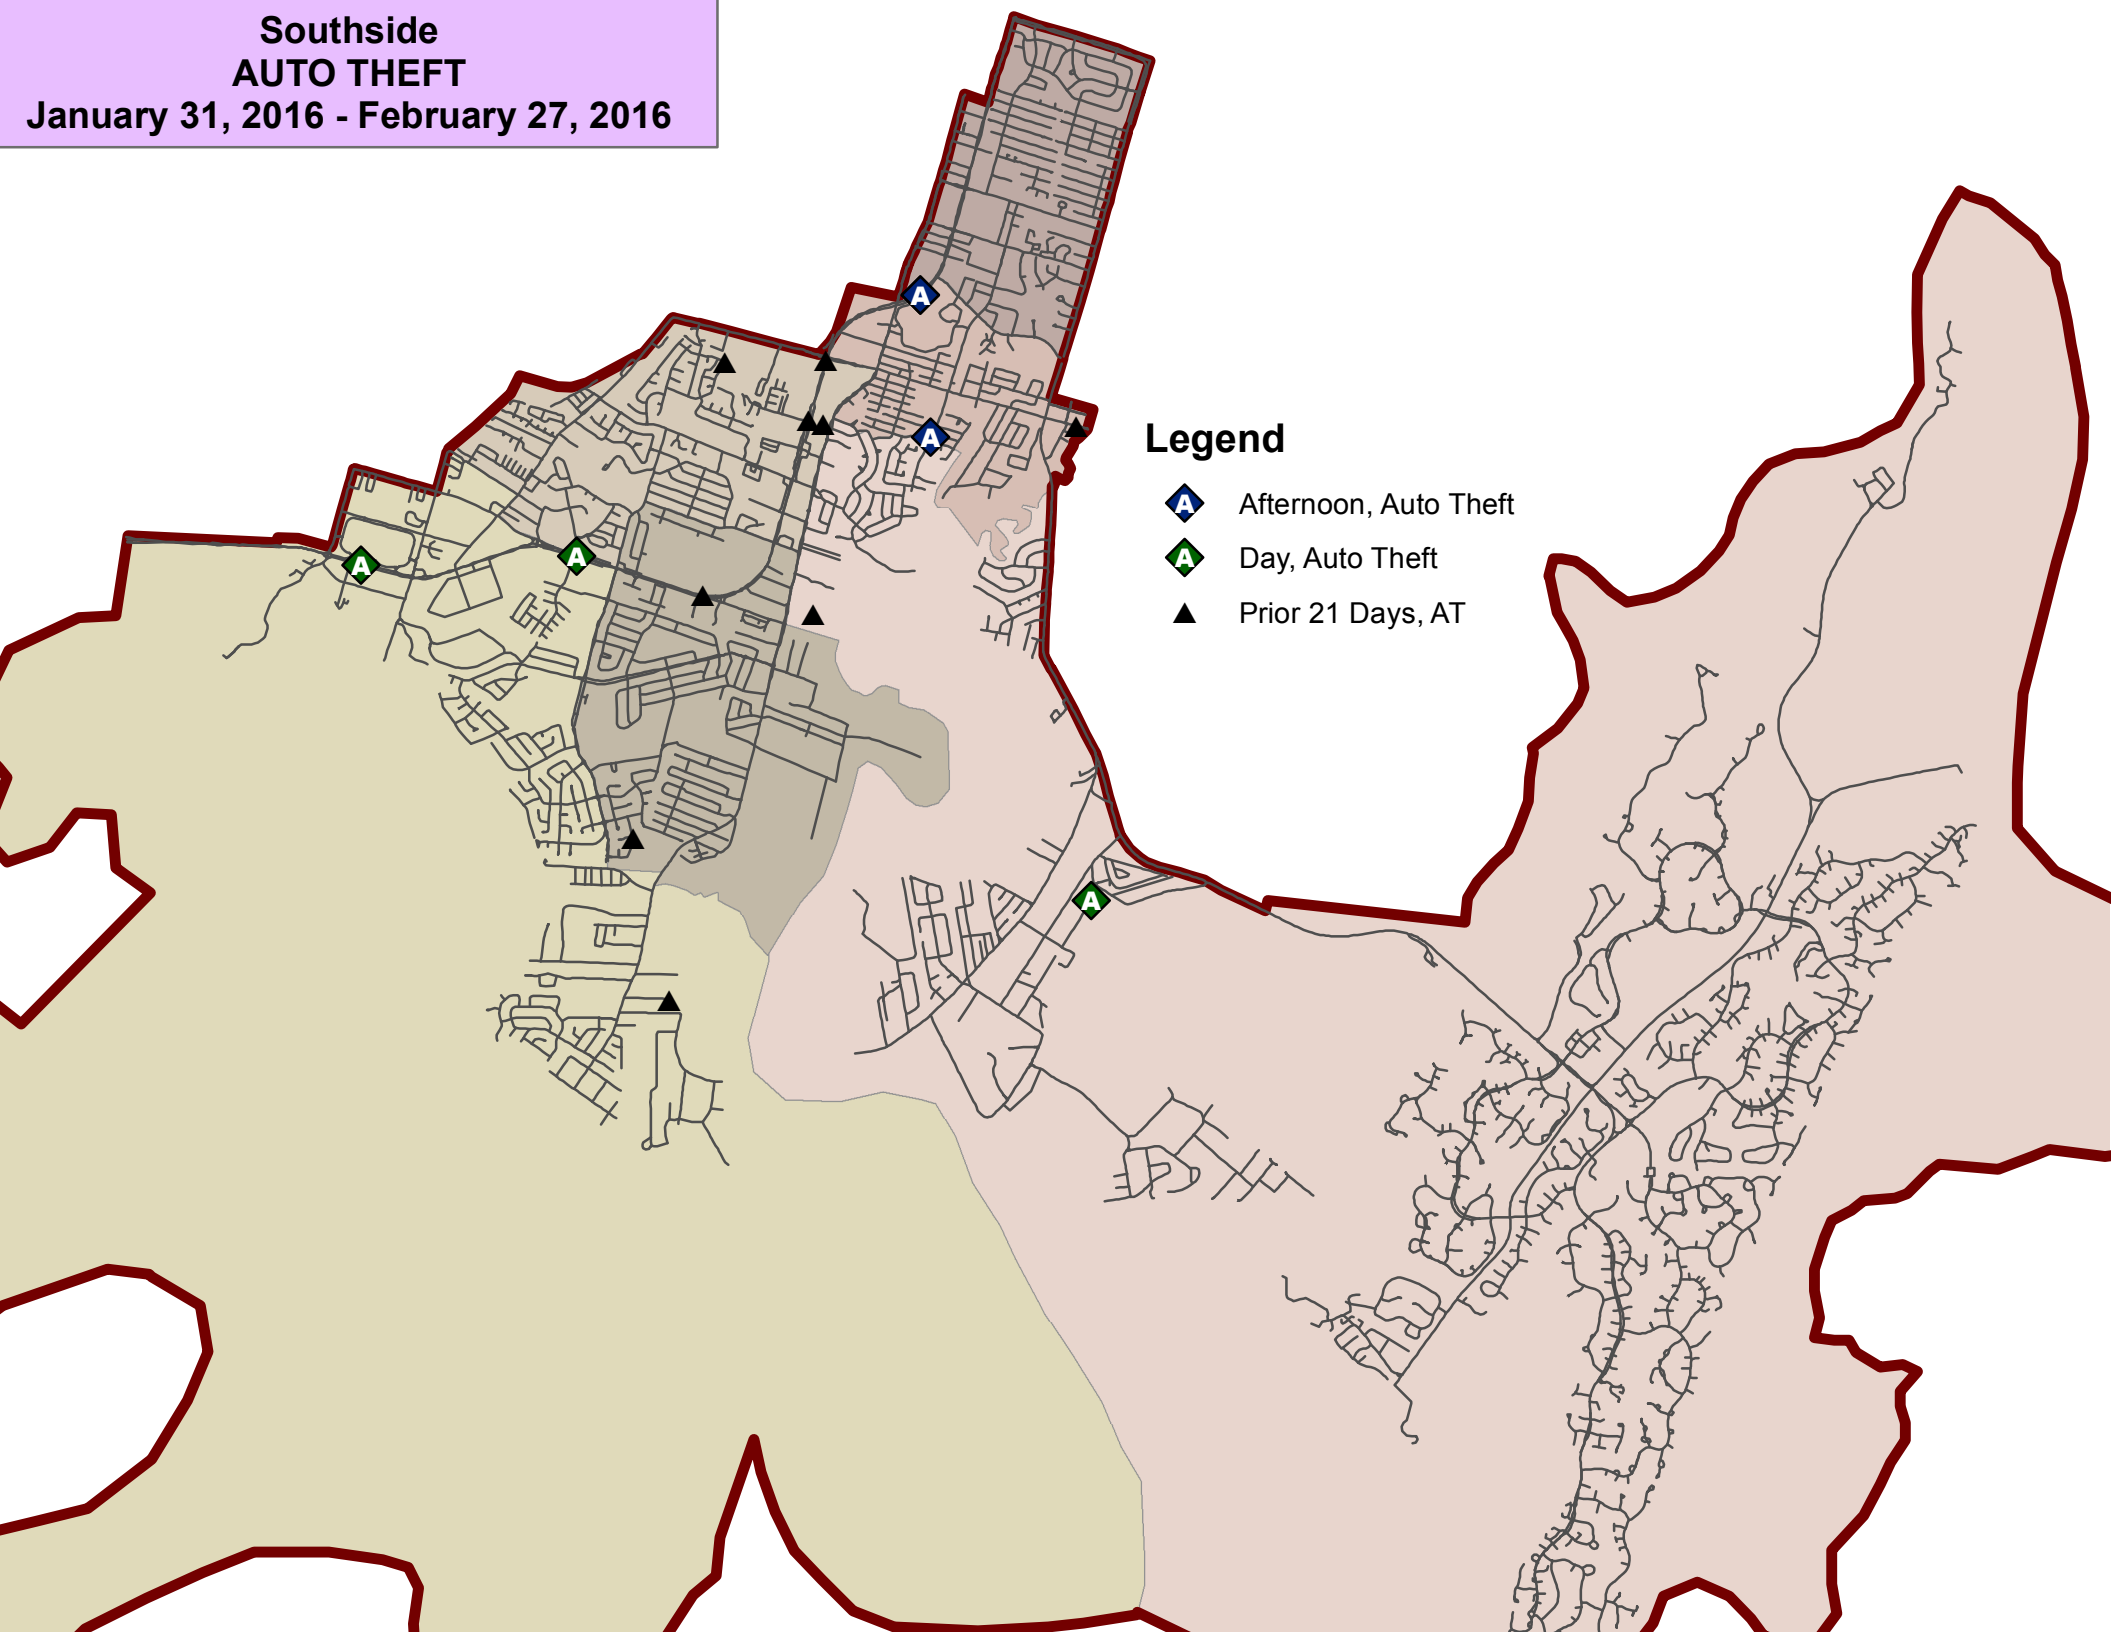 Southside
AUTO THEFT
January 31, 2016 - February 27, 2016
A
A
A
A
Legend
A Afternoon, Auto Theft
A Day, Auto Theft
Prior 21 Days, AT
A